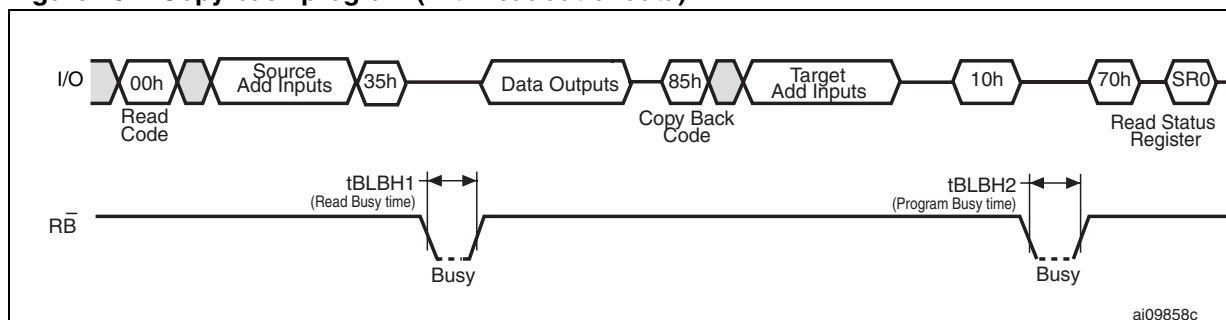 I/O
00h
Source
Add Inputs
35h
Data Outputs
85h
Target
Add Inputs
10h
70h
SR0
Read
Code
Copy Back
Code
Read Status
Register
tBLBH1
(Read Busy time)
tBLBH2
(Program Busy time)
RB̅
Busy
Busy
ai09858c